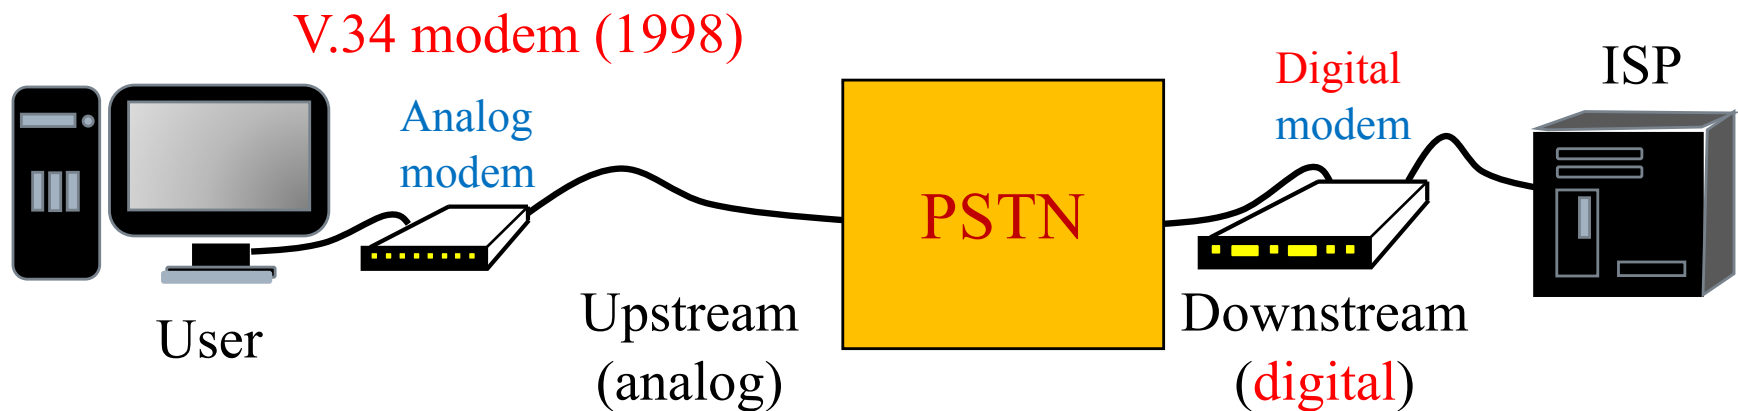 V.34 modem (1998)
Analog
modem
User
Upstream
(analog)
PSTN
Digital
modem
Downstream
(digital)
ISP